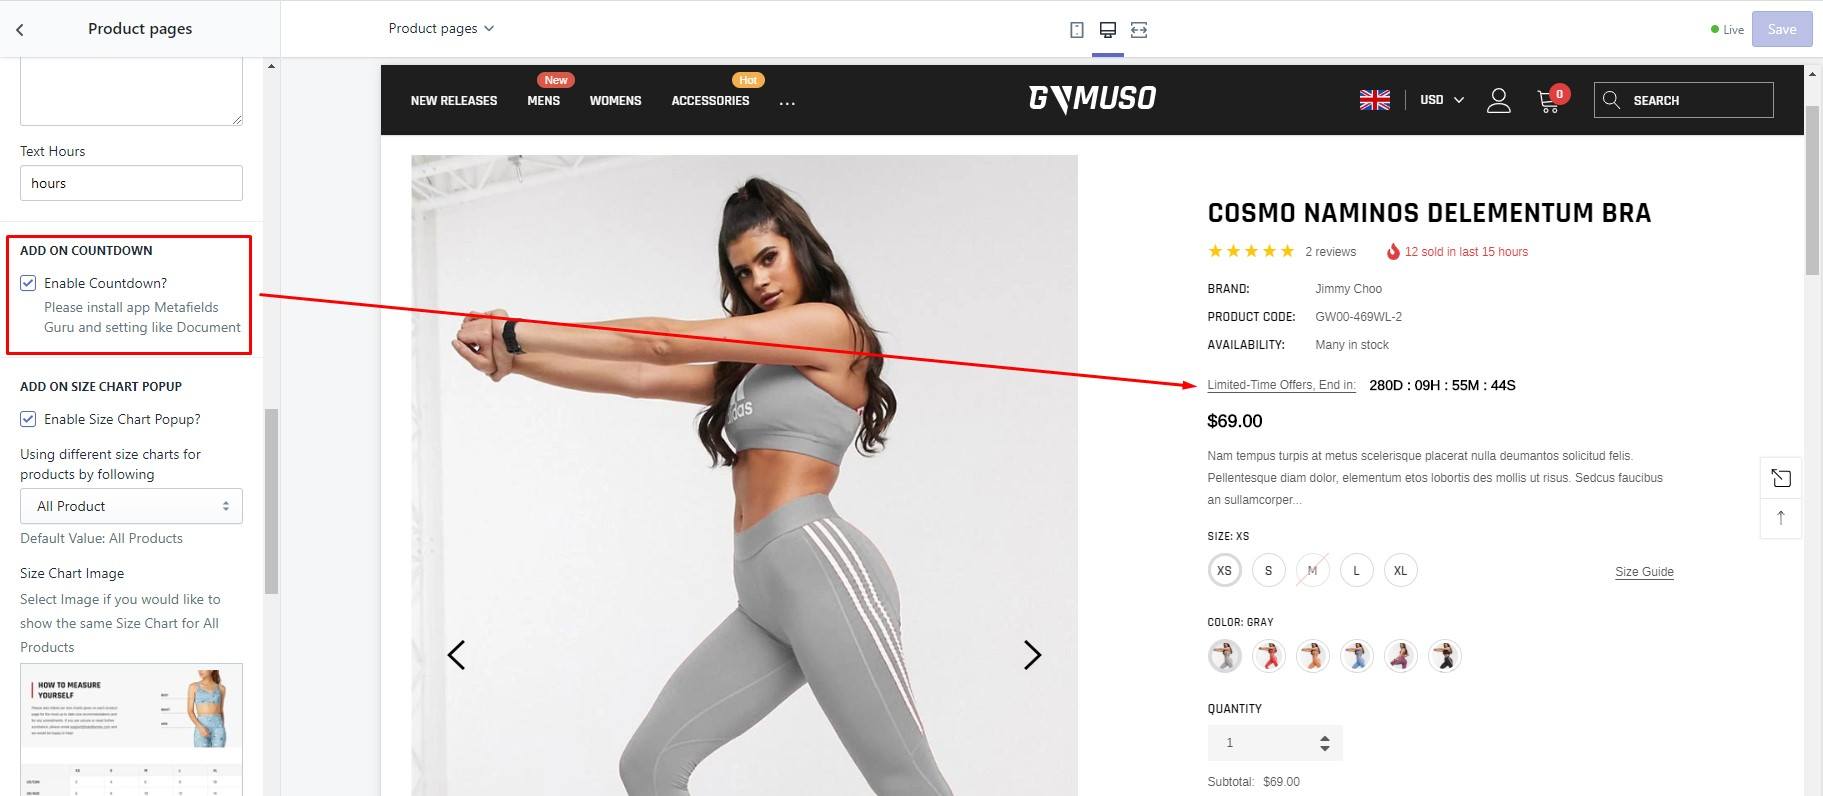 Product pages
Product pages
Live
Save
Text Hours
hours
ADD ON COUNTDOWN
Enable Countdown?
Please install app Metafields
Guru and setting like Document
ADD ON SIZE CHART POPUP
Enable Size Chart Popup?
Using different size charts for
products by following
All Product
Default Value: All Products
Size Chart Image
Select Image if you would like to
show the same Size Chart for All
Products
HOW TO MEASURE
YOURSELF
New
Hot
NEW RELEASES MENS WOMENS ACCESSORIES ...
GYMUSO
USD
0
SEARCH
adidas
COSMO NAMINOS DELEMENTUM BRA
2 reviews
12 sold in last 15 hours
BRAND: Jimmy Choo
PRODUCT CODE: GW00-469WL-2
AVAILABILITY: Many in stock
Limited-Time Offers, End in: 280D : 09H : 55M : 44S
$69.00
Nam tempus turpis at metus scelerisque placerat nulla deumantos solicitud felis.
Pellentesque diam dolor, elementum etos lobortis des mollis ut risus. Sedcus faucibus
an sullamcorper...
SIZE: XS
XS S M L XL
Size Guide
COLOR: GRAY
QUANTITY
1
Subtotal: $69.00